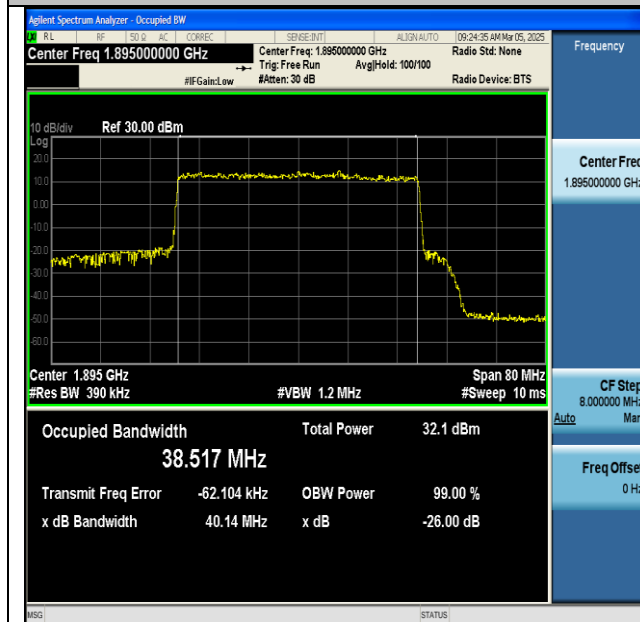 Agilent Spectrum Analyzer - Occupied BW
RL RF 50 Ω AC CORREC SENSE:INT ALIGN AUTO 09:24:35 AM Mar 05, 2025
Center Freq 1.895000000 GHz
Center Freq: 1.895000000 GHz Radio Std: None
Trig: Free Run Avg|Hold: 100/100
#IFGain:Low #Atten: 30 dB Radio Device: BTS
10 dB/div Ref 30.00 dBm
Log
20.0
10.0
0.00
-10.0
-20.0
-30.0
-40.0
-50.0
-60.0
Center 1.895 GHz Span 80 MHz
#Res BW 390 kHz #VBW 1.2 MHz #Sweep 10 ms
Occupied Bandwidth Total Power 32.1 dBm
38.517 MHz
Transmit Freq Error -62.104 kHz OBW Power 99.00 %
x dB Bandwidth 40.14 MHz x dB -26.00 dB
MSG STATUS
Frequency
Center Freq
1.895000000 GHz
CF Step
8.000000 MHz
Auto Man
Freq Offset
0 Hz